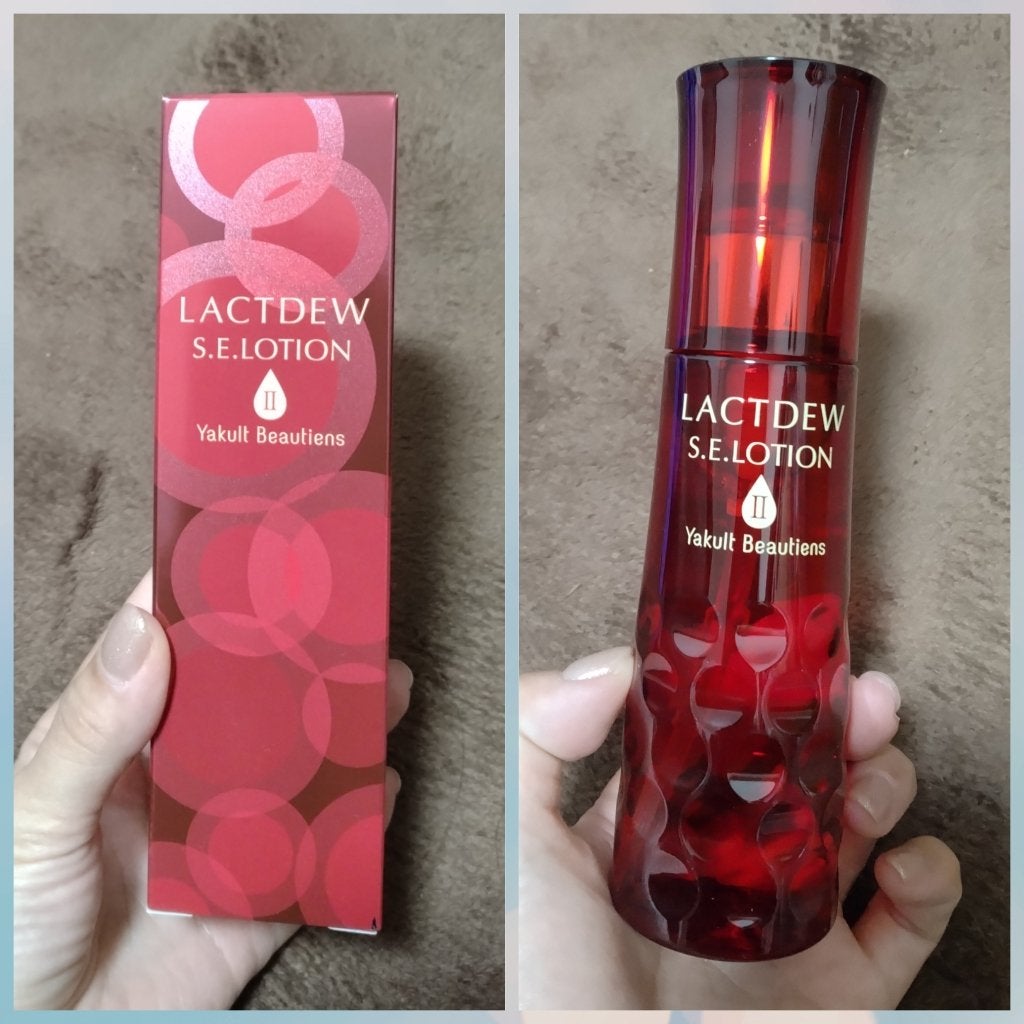 LACTDEW
S.E.LOTION
II
Yakult Beautiens
LACTDEW
S.E.LOTION
II
Yakult Beautiens